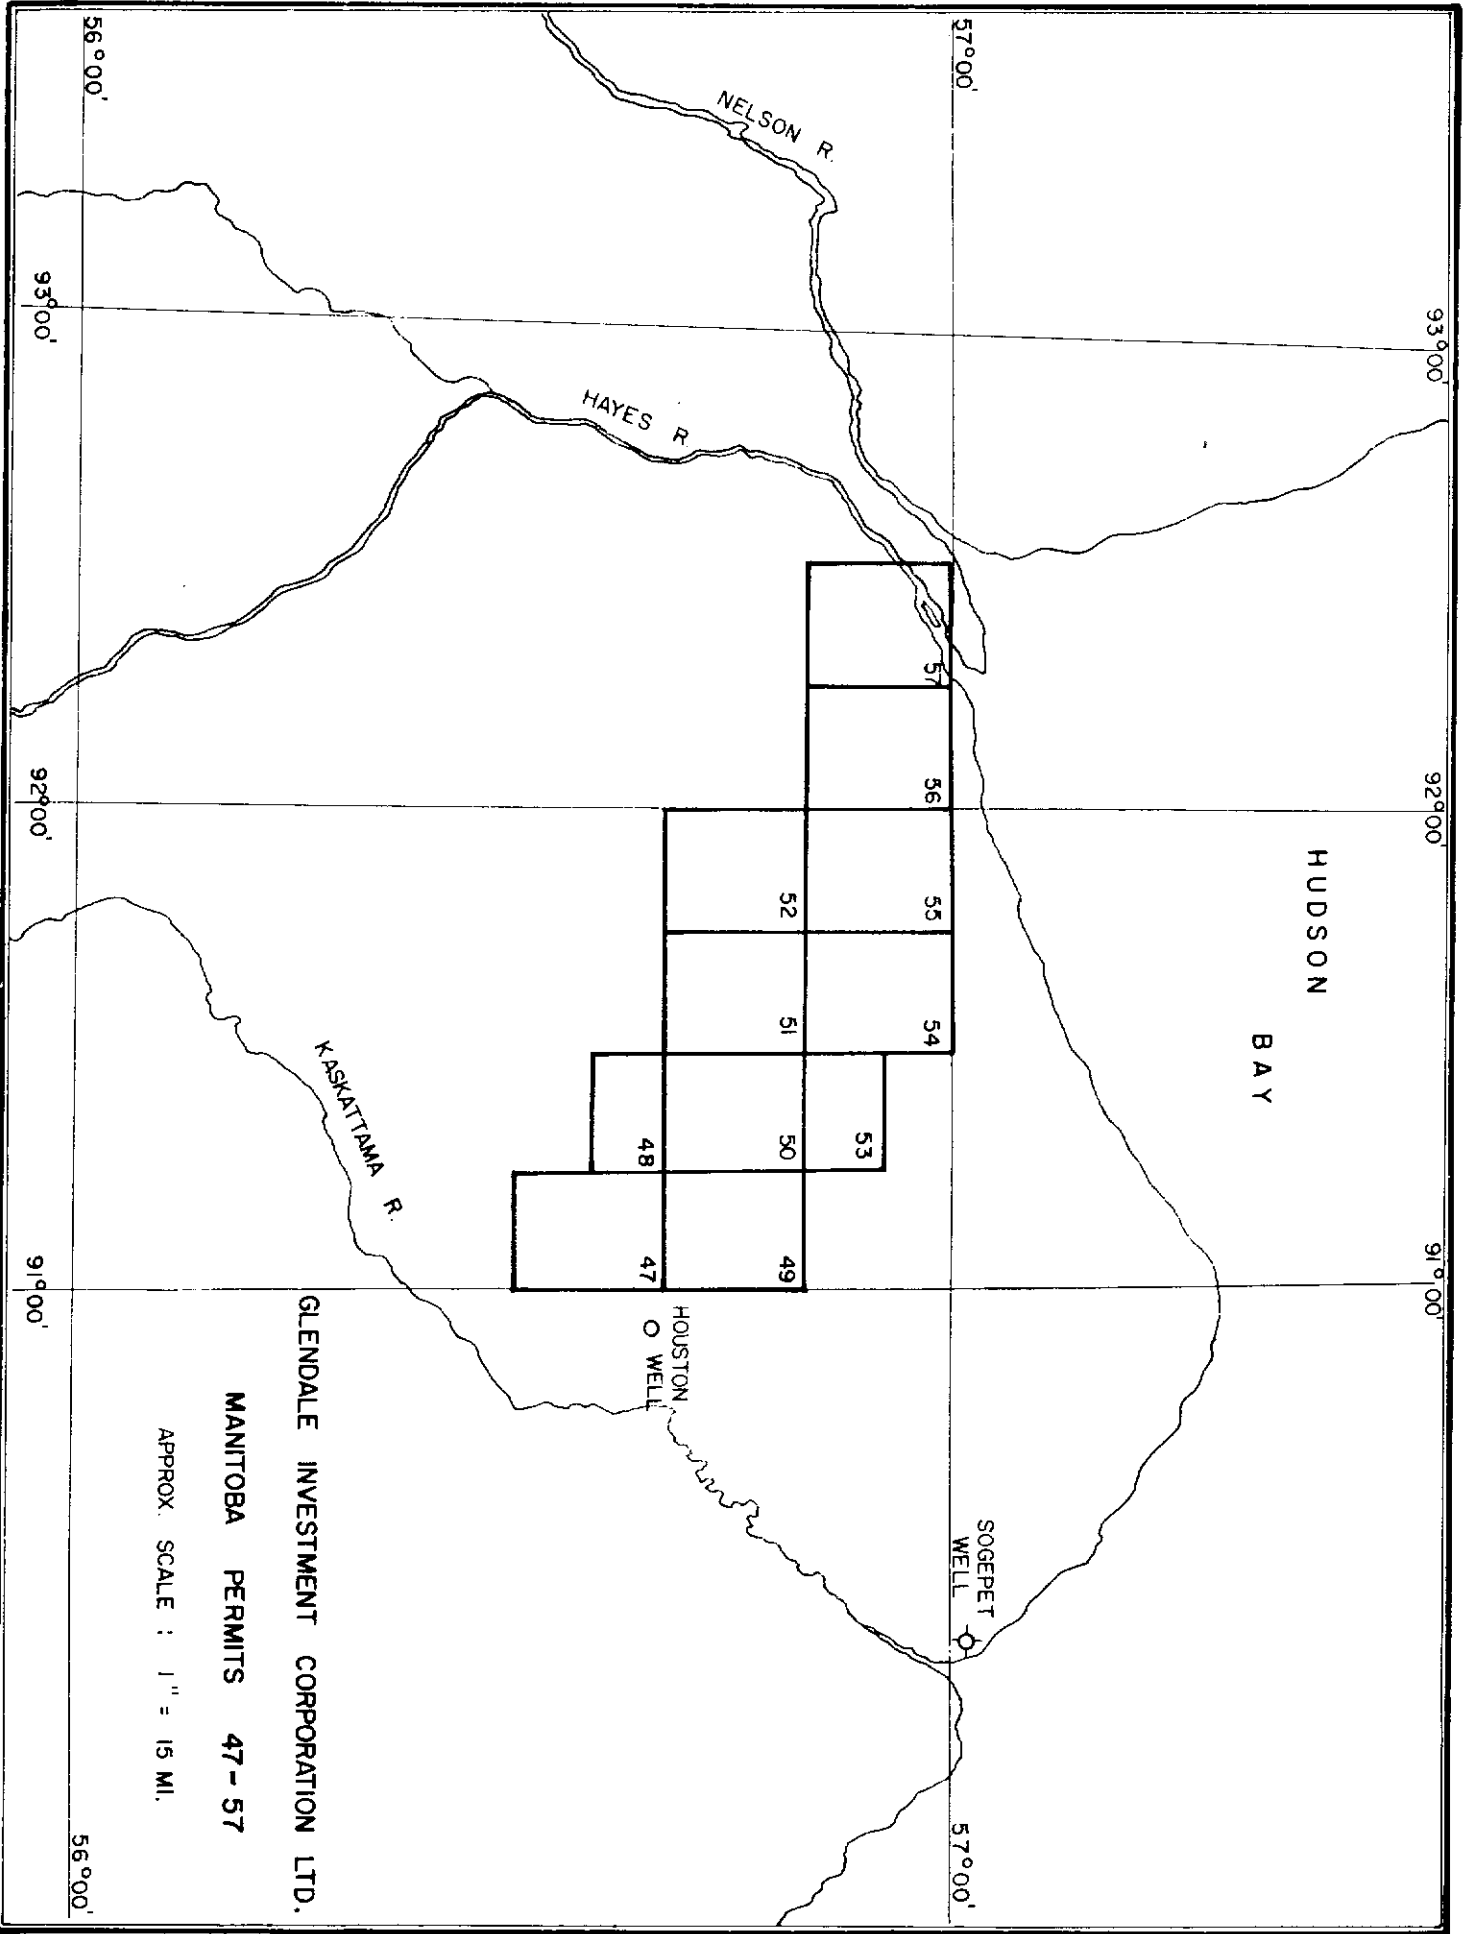 93°00'
92°00'
91°00'
HUDSON
BAY
SOGEPET
WELL
57°00'
57°00'
NELSON R.
57
56
55
54
53
52
51
50
49
HAYES R.
48
47
HOUSTON
WELL
KASKATTAMA R.
GLENDALE INVESTMENT CORPORATION LTD.
MANITOBA PERMITS 47-57
APPROX. SCALE : 1" = 15 MI.
56°00'
56°00'
93°00'
92°00'
91°00'